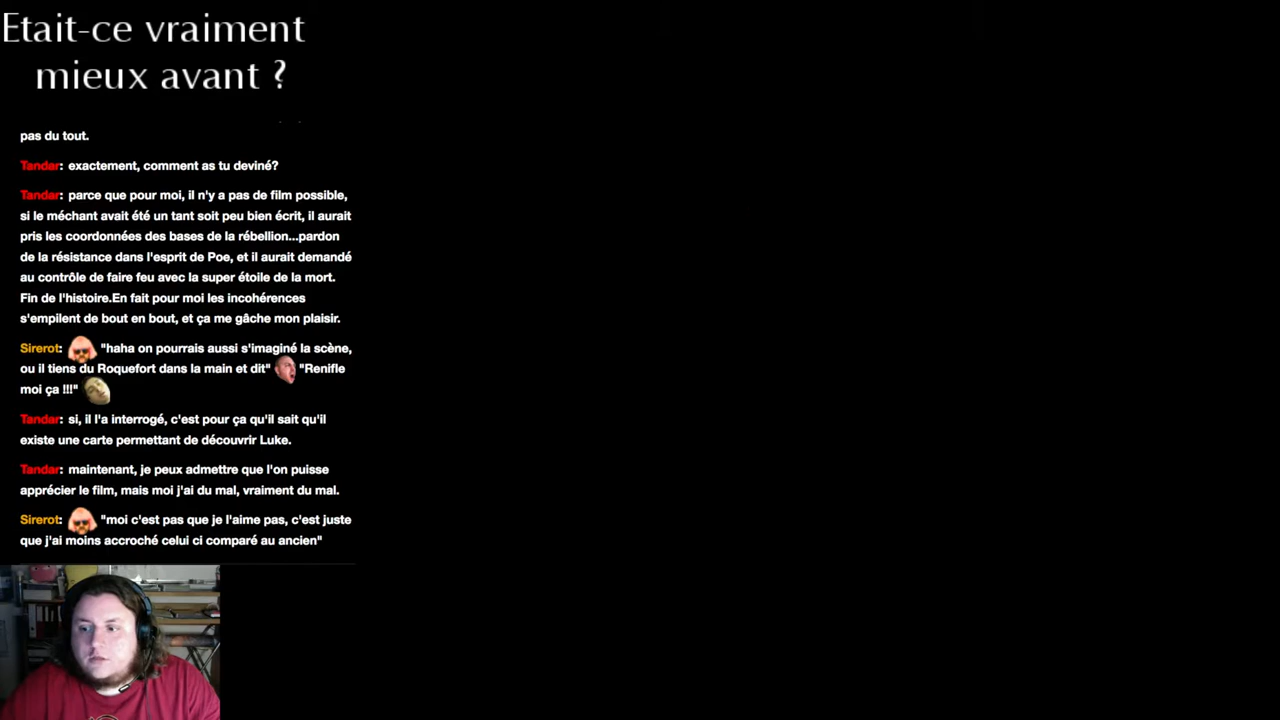 Etait-ce vraiment
mieux avant ?
pas du tout.
Tandar: exactement, comment as tu deviné?
Tandar: parce que pour moi, il n'y a pas de film possible,
si le méchant avait été un tant soit peu bien écrit, il aurait
pris les coordonnées des bases de la rébellion...pardon
de la résistance dans l'esprit de Poe, et il aurait demandé
au contrôle de faire feu avec la super étoile de la mort.
Fin de l'histoire.En fait pour moi les incohérences
s'empilent de bout en bout, et ça me gâche mon plaisir.
Sirerot: "haha on pourrais aussi s'imaginé la scène,
ou il tiens du Roquefort dans la main et dit" "Renifle
moi ça !!!"
Tandar: si, il l'a interrogé, c'est pour ça qu'il sait qu'il
existe une carte permettant de découvrir Luke.
Tandar: maintenant, je peux admettre que l'on puisse
apprécier le film, mais moi j'ai du mal, vraiment du mal.
Sirerot: "moi c'est pas que je l'aime pas, c'est juste
que j'ai moins accroché celui ci comparé au ancien"